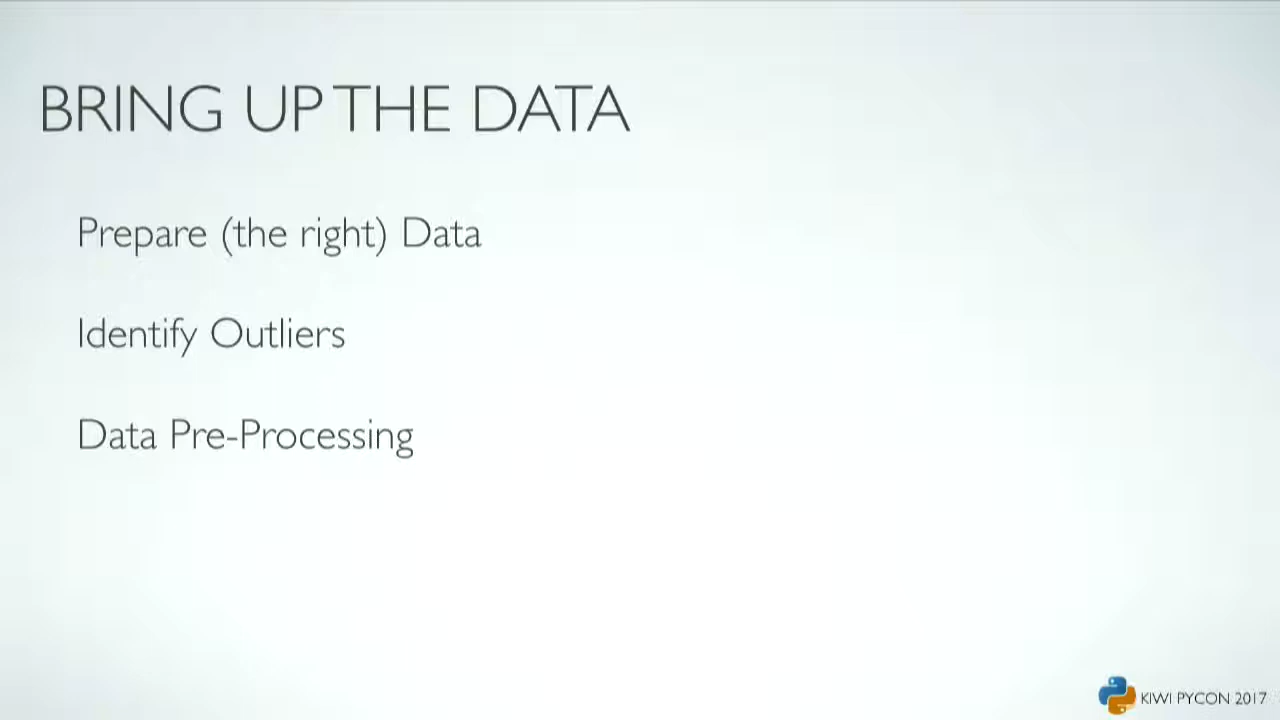 BRING UP THE DATA
Prepare (the right) Data
Identify Outliers
Data Pre-Processing
KIWI PYCON 2017